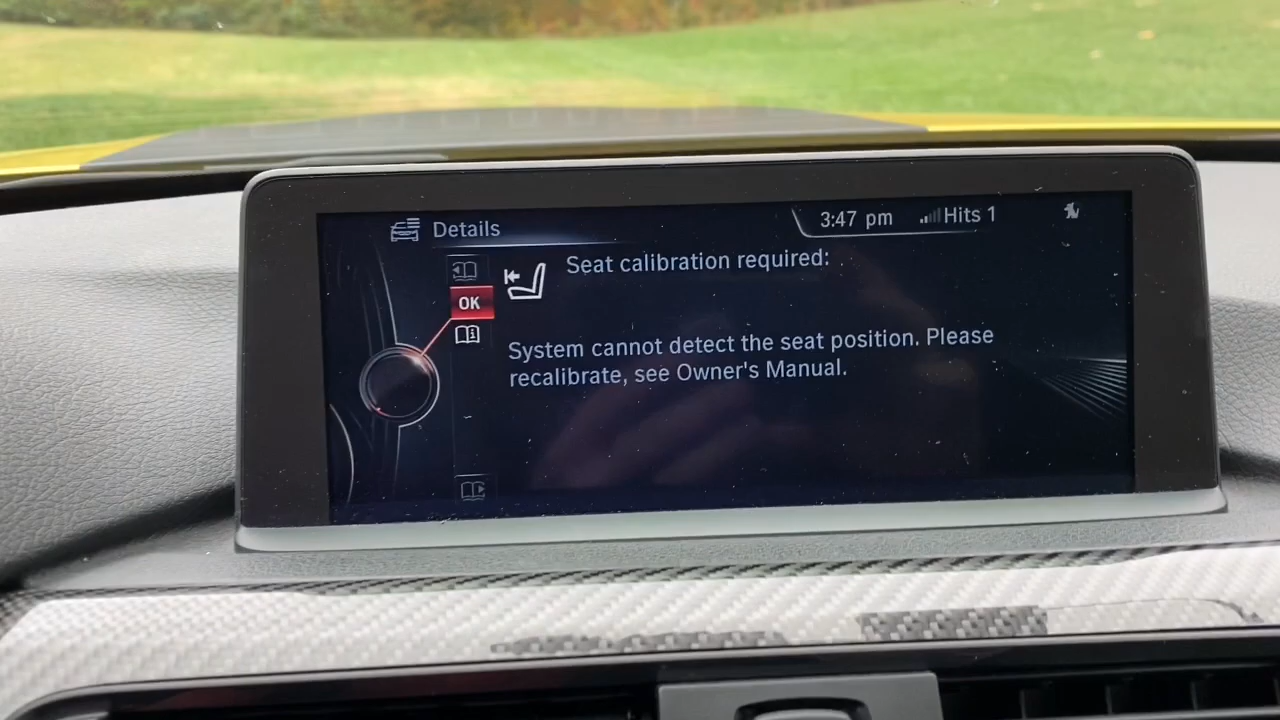 Details
3:47 pm
Hits 1
Seat calibration required:
OK
System cannot detect the seat position. Please
recalibrate, see Owner's Manual.